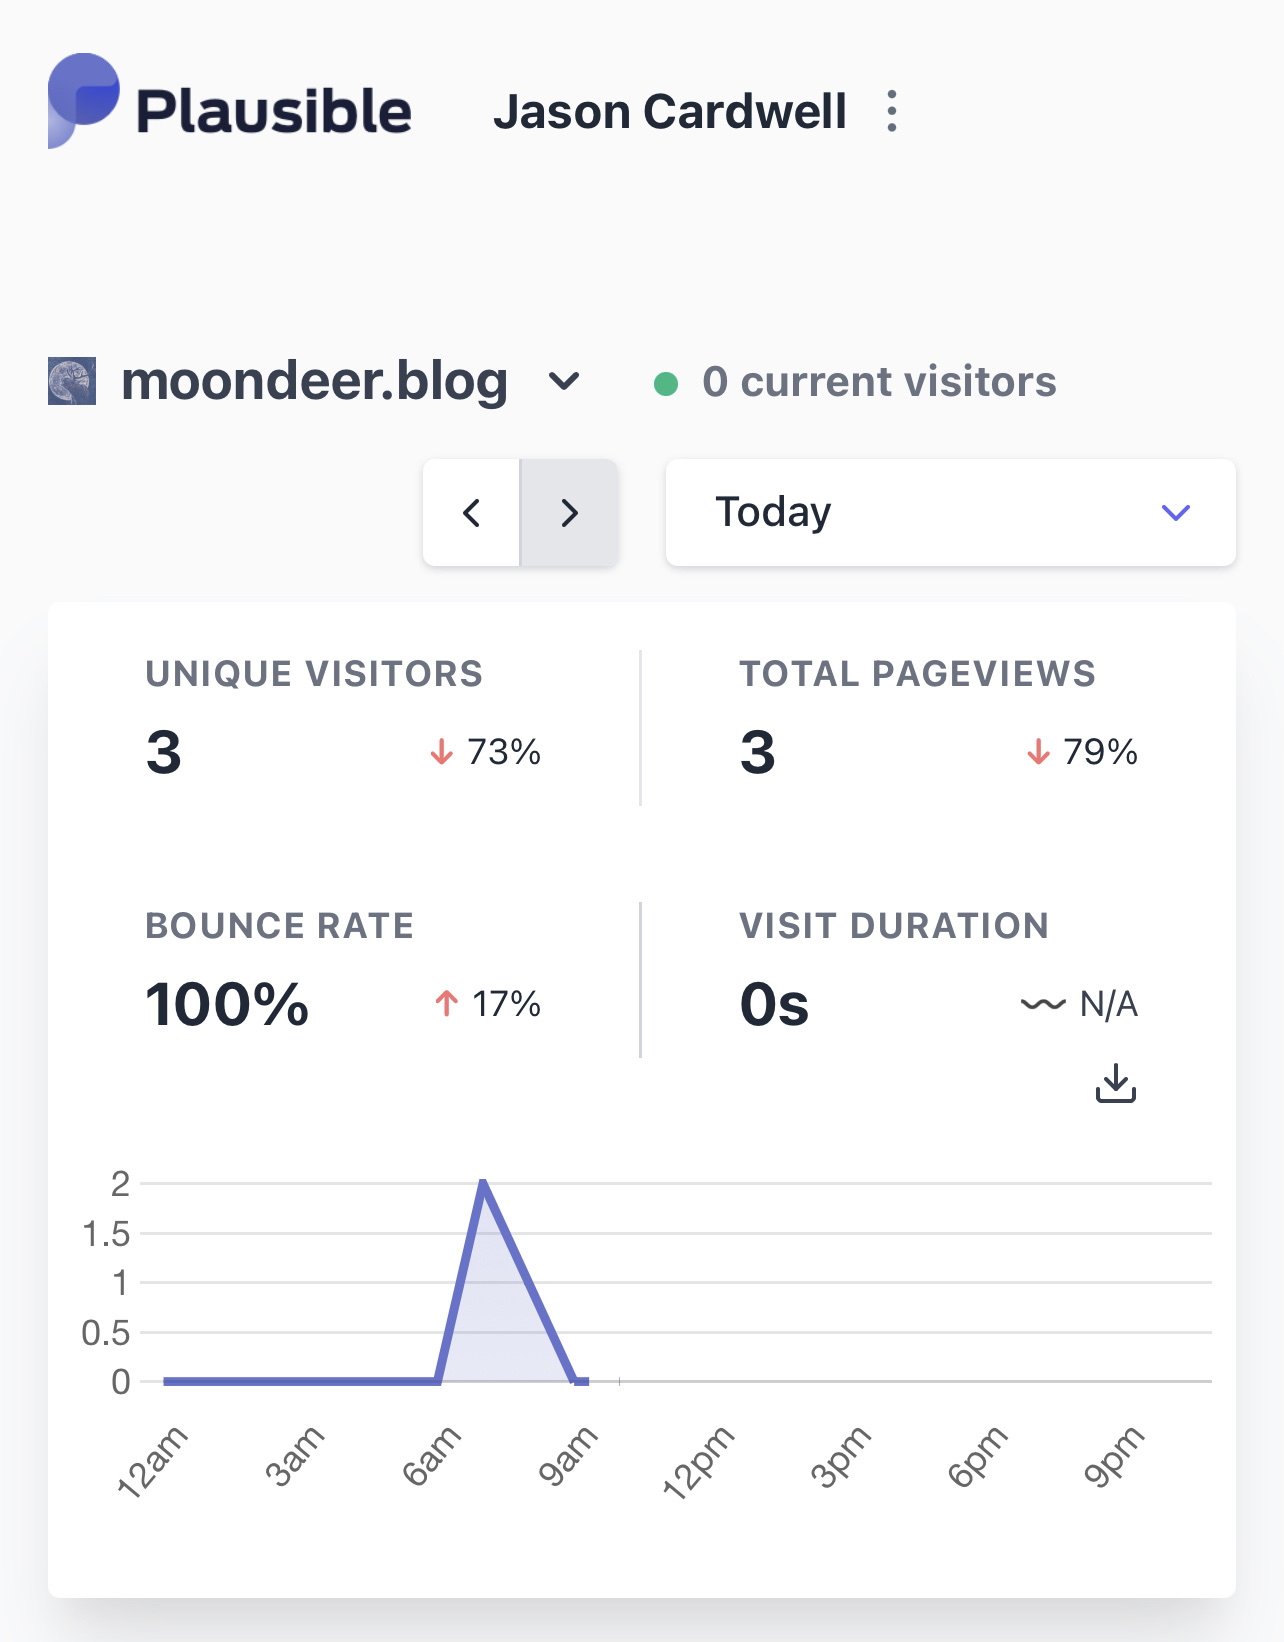 Plausible Jason Cardwell
moondeer.blog 0 current visitors
Today
UNIQUE VISITORS
3 73%
TOTAL PAGEVIEWS
3 79%
BOUNCE RATE
100% 17%
VISIT DURATION
0s N/A
2
1.5
1
0.5
0
12am 3am 6am 9am 12pm 3pm 6pm 9pm